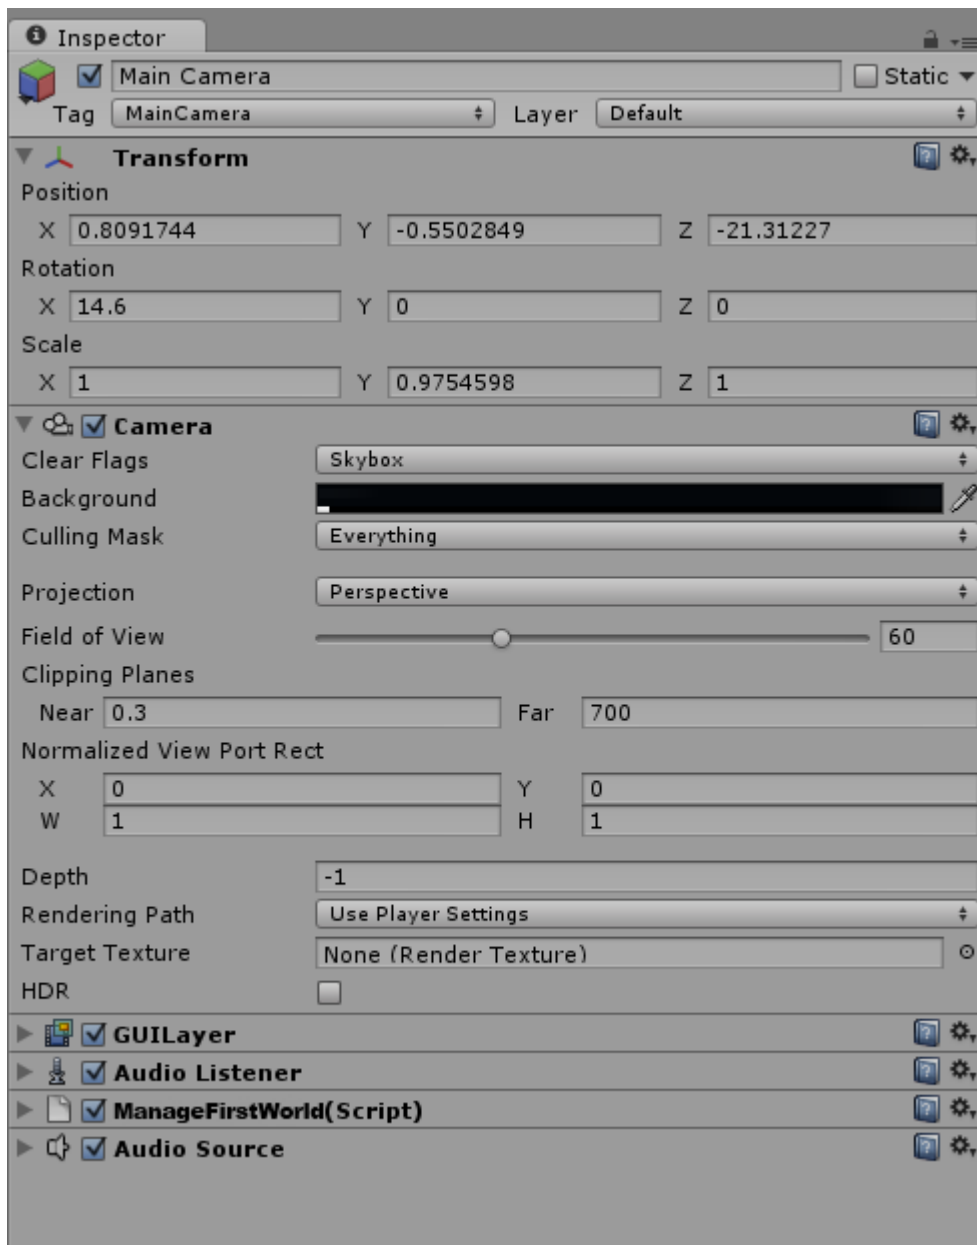 Inspector
Main Camera Static
Tag MainCamera Layer Default
Transform
Position
X 0.8091744 Y -0.5502849 Z -21.31227
Rotation
X 14.6 Y 0 Z 0
Scale
X 1 Y 0.9754598 Z 1
Camera
Clear Flags Skybox
Background
Culling Mask Everything
Projection Perspective
Field of View 60
Clipping Planes
Near 0.3 Far 700
Normalized View Port Rect
X 0 Y 0
W 1 H 1
Depth -1
Rendering Path Use Player Settings
Target Texture None (Render Texture)
HDR
GUILayer
Audio Listener
ManageFirstWorld(Script)
Audio Source